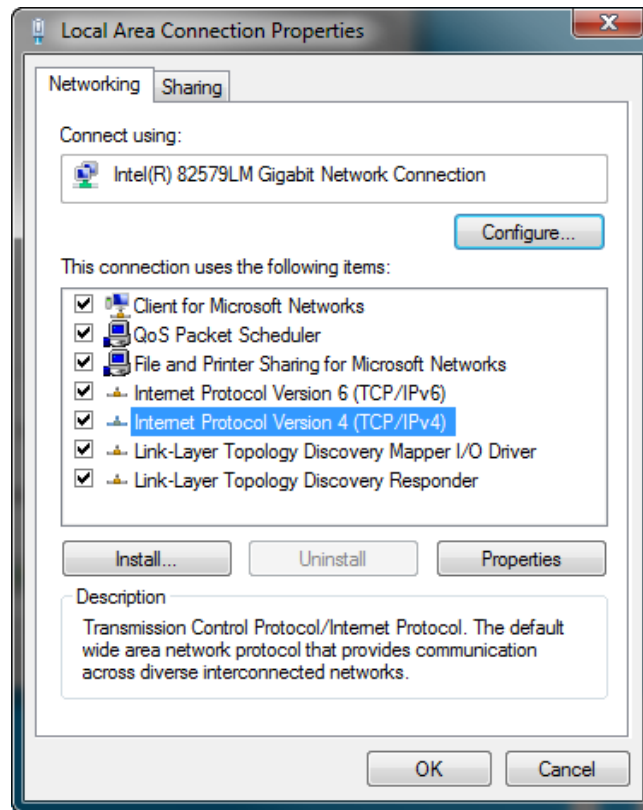 Local Area Connection Properties
Networking
Sharing
Connect using:
Intel(R) 82579LM Gigabit Network Connection
Configure...
This connection uses the following items:
Client for Microsoft Networks
QoS Packet Scheduler
File and Printer Sharing for Microsoft Networks
Internet Protocol Version 6 (TCP/IPv6)
Internet Protocol Version 4 (TCP/IPv4)
Link-Layer Topology Discovery Mapper I/O Driver
Link-Layer Topology Discovery Responder
Install...
Uninstall
Properties
Description
Transmission Control Protocol/Internet Protocol. The default
wide area network protocol that provides communication
across diverse interconnected networks.
OK
Cancel